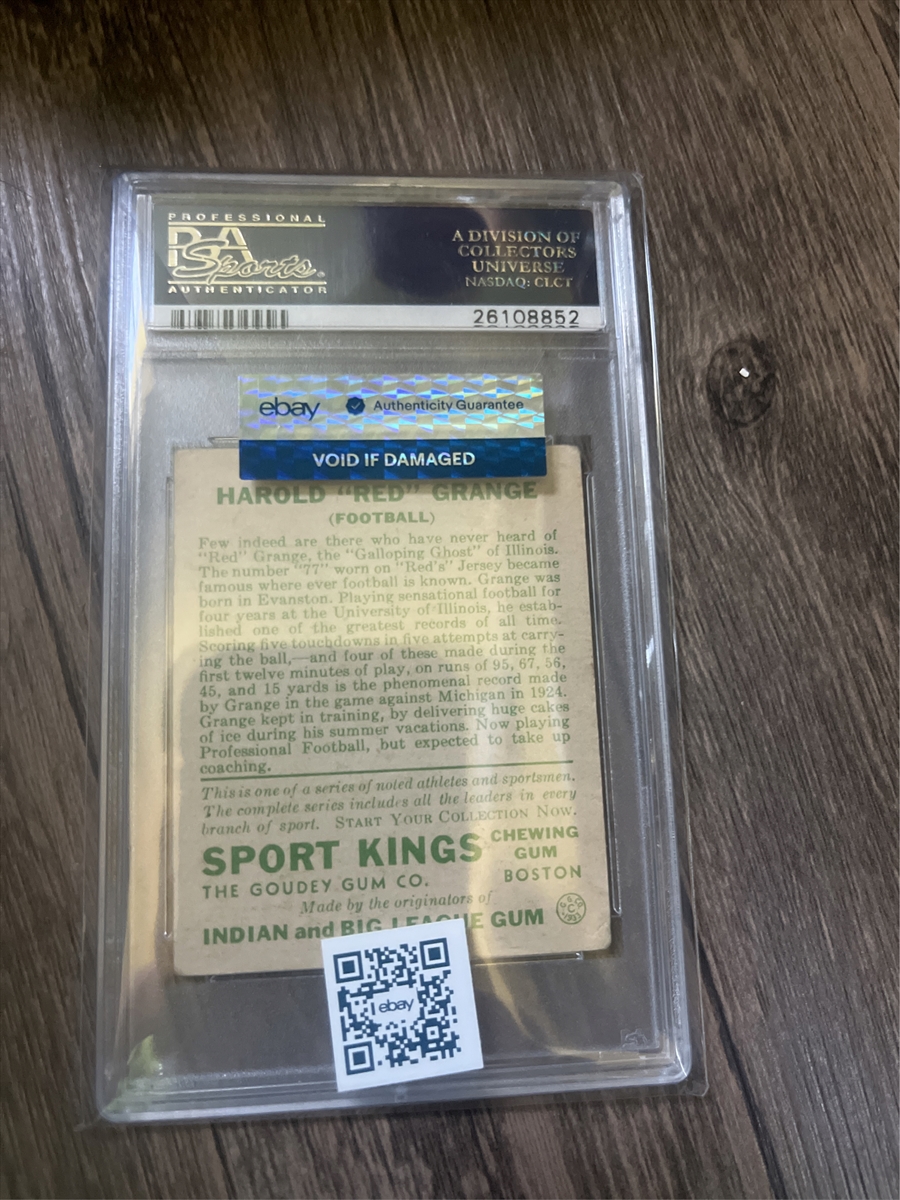 PROFESSIONAL
PSA
Sports
AUTHENTICATOR
A DIVISION OF
COLLECTORS
UNIVERSE
NASDAQ: CLCT
26108852
ebay Authenticity Guarantee
VOID IF DAMAGED
HAROLD "RED" GRANGE
(FOOTBALL)
Few indeed are there who have never heard of
"Red" Grange, the "Galloping Ghost" of Illinois.
The number "77" worn on "Red's" Jersey became
famous where ever football is known. Grange was
born in Evanston. Playing sensational football for
four years at the University of Illinois, he estab-
lished one of the greatest records of all time.
Scoring five touchdowns in five attempts at carry-
ing the ball,—and four of these made during the
first twelve minutes of play, on runs of 95, 67, 56,
45, and 15 yards is the phenomenal record made
by Grange in the game against Michigan in 1924.
Grange kept in training, by delivering huge cakes
of ice during his summer vacations. Now playing
Professional Football, but expected to take up
coaching.
This is one of a series of noted athletes and sportsmen.
The complete series includes all the leaders in every
branch of sport. START YOUR COLLECTION NOW.
SPORT KINGS CHEWING
GUM
BOSTON
THE GOUDEY GUM CO.
Made by the originators of
INDIAN and BIG LEAGUE GUM
ebay